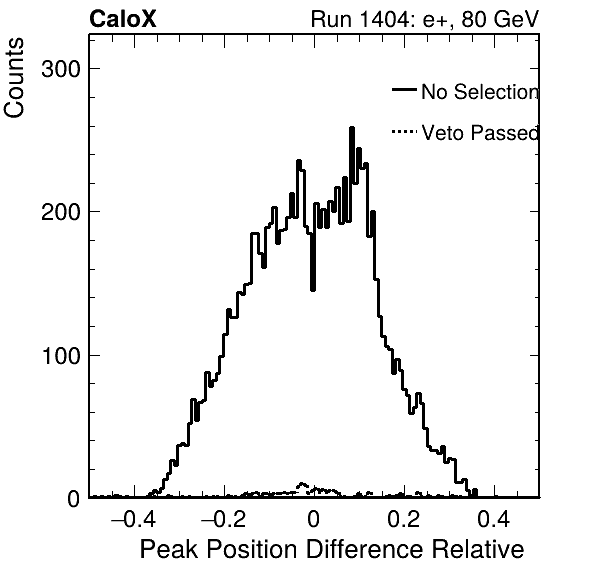 CaloX Run 1404: e+, 80 GeV
Counts
300
200
100
0
No Selection
Veto Passed
−0.4 −0.2 0 0.2 0.4
Peak Position Difference Relative